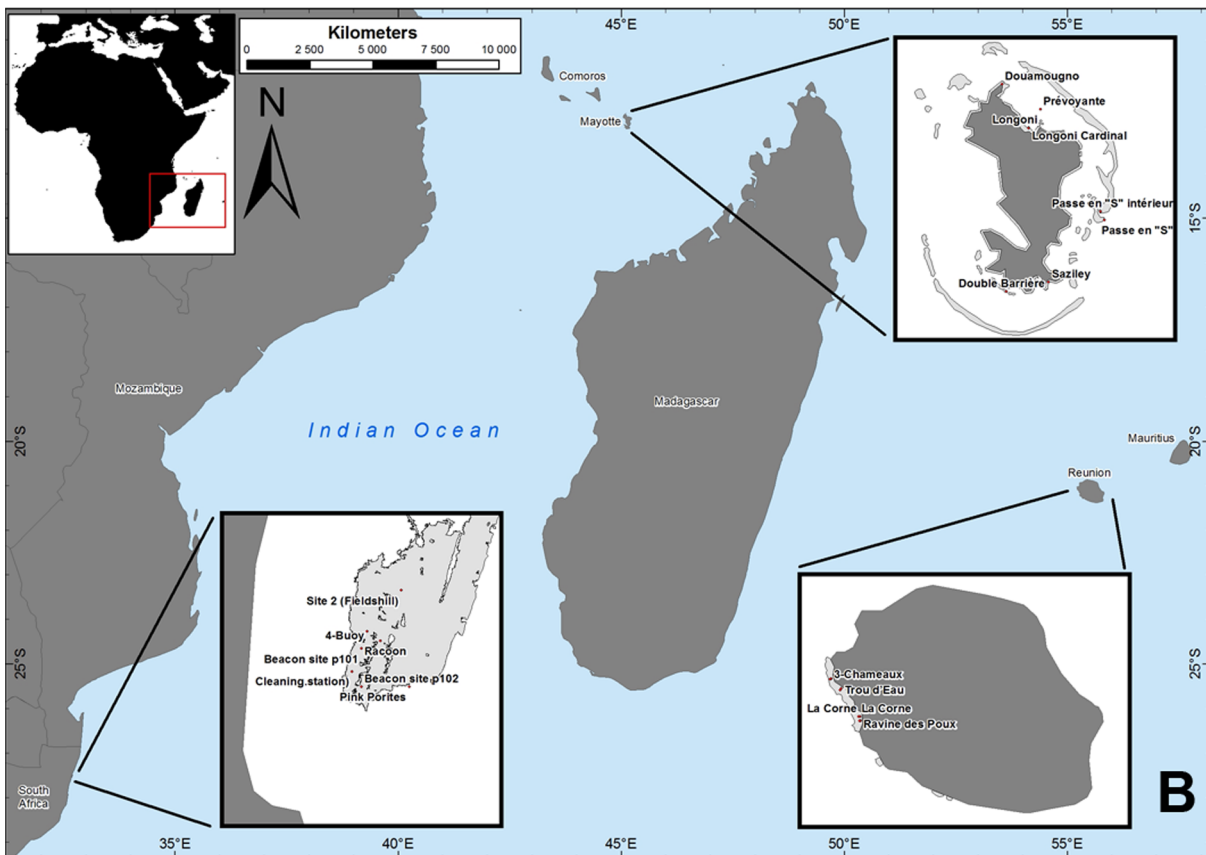 45°E
50°E
55°E
Kilometers
0 2 500 5 000 7 500 10 000
N
Comoros
Mayotte
Douamougno
Prévoyante
Longoni
Longoni Cardinal
Passe en "S" intérieur
Passe en "S"
Saziley
Double Barrière
15°S
15°S
Mozambique
Madagascar
Indian Ocean
20°S
20°S
Mauritius
Reunion
Site 2 (Fieldshill)
4-Buoy
Racoon
Beacon site p101
Cleaning.station)
Beacon site p102
Pink Porites
25°S
25°S
3-Chameaux
Trou d'Eau
La Corne La Corne
Ravine des Poux
South
Africa
B
35°E
40°E
45°E
50°E
55°E